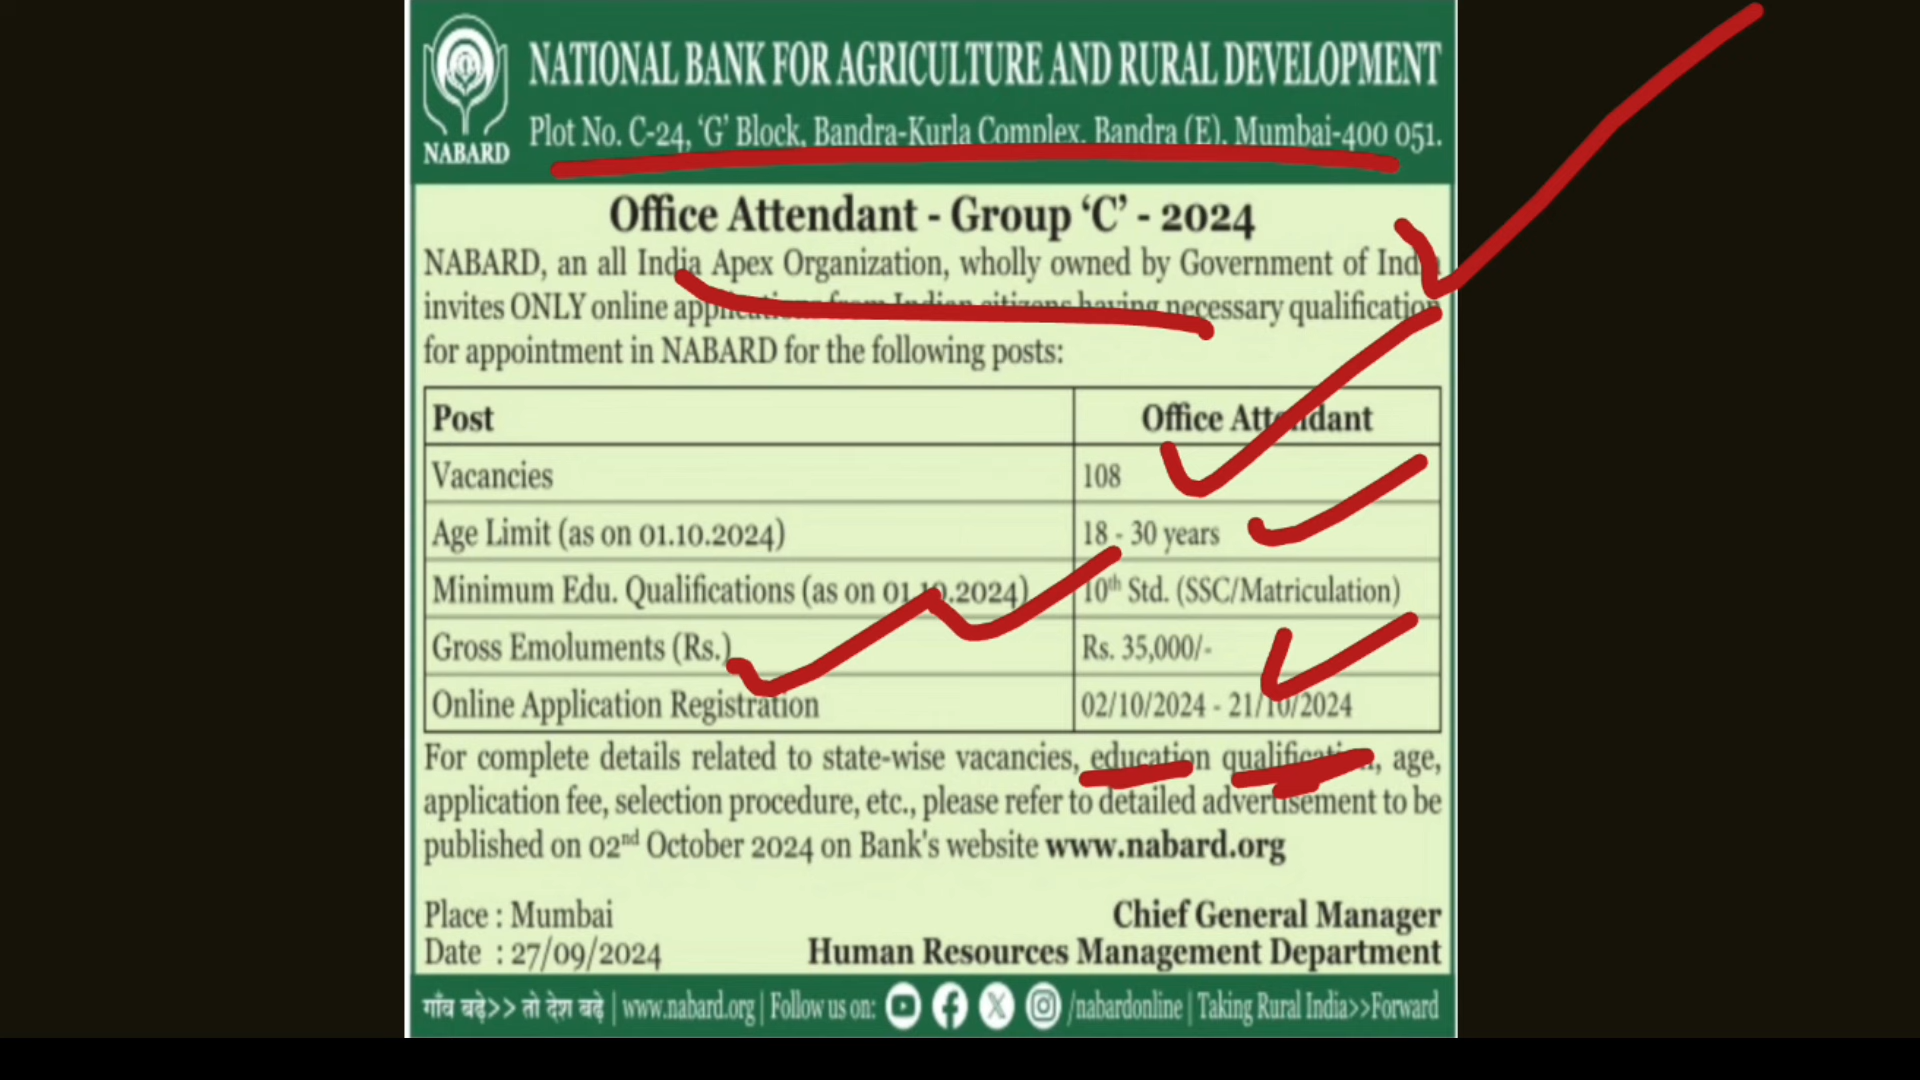 NATIONAL BANK FOR AGRICULTURE AND RURAL DEVELOPMENT
Plot No. C-24, ‘G’ Block, Bandra-Kurla Complex, Bandra (E), Mumbai-400 051.
NABARD
Office Attendant - Group ‘C’ - 2024
NABARD, an all India Apex Organization, wholly owned by Government of India
invites ONLY online applications from Indian citizens having necessary qualification
for appointment in NABARD for the following posts:
Post Office Attendant
Vacancies 108
Age Limit (as on 01.10.2024) 18 - 30 years
Minimum Edu. Qualifications (as on 01.10.2024) 10th Std. (SSC/Matriculation)
Gross Emoluments (Rs.) Rs. 35,000/-
Online Application Registration 02/10/2024 - 21/10/2024
For complete details related to state-wise vacancies, education qualification, age,
application fee, selection procedure, etc., please refer to detailed advertisement to be
published on 02nd October 2024 on Bank's website www.nabard.org
Place : Mumbai Chief General Manager
Date : 27/09/2024 Human Resources Management Department
गाँव बढ़े>> तो देश बढ़े | www.nabard.org | Follow us on: /nabardonline | Taking Rural India>>Forward